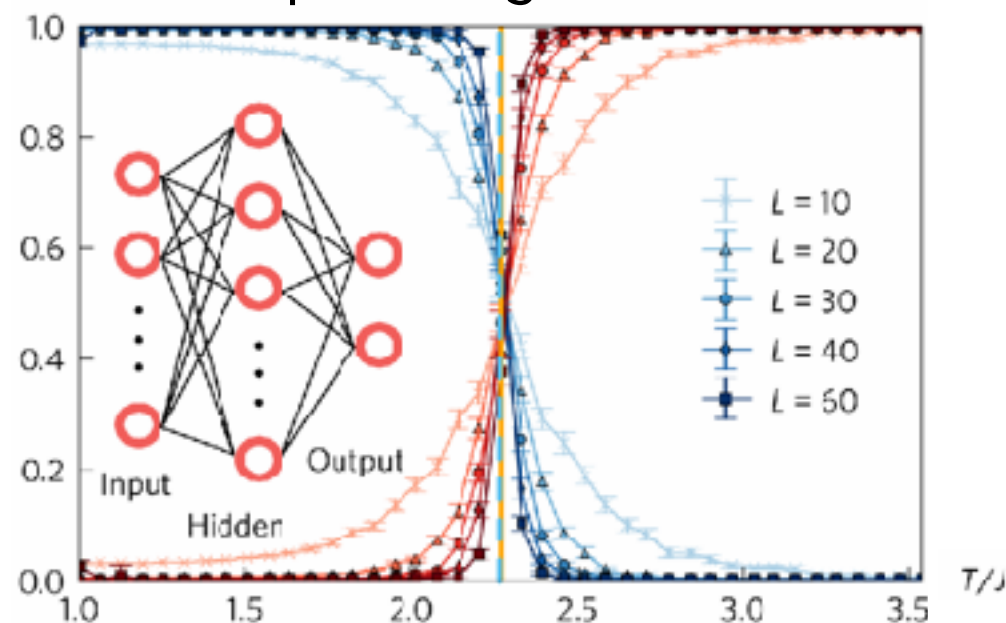 1.0
0.8
0.6
0.4
0.2
0.0
Input
Hidden
Output
L = 10
L = 20
L = 30
L = 40
L = 60
1.0 1.5 2.0 2.5 3.0 3.5